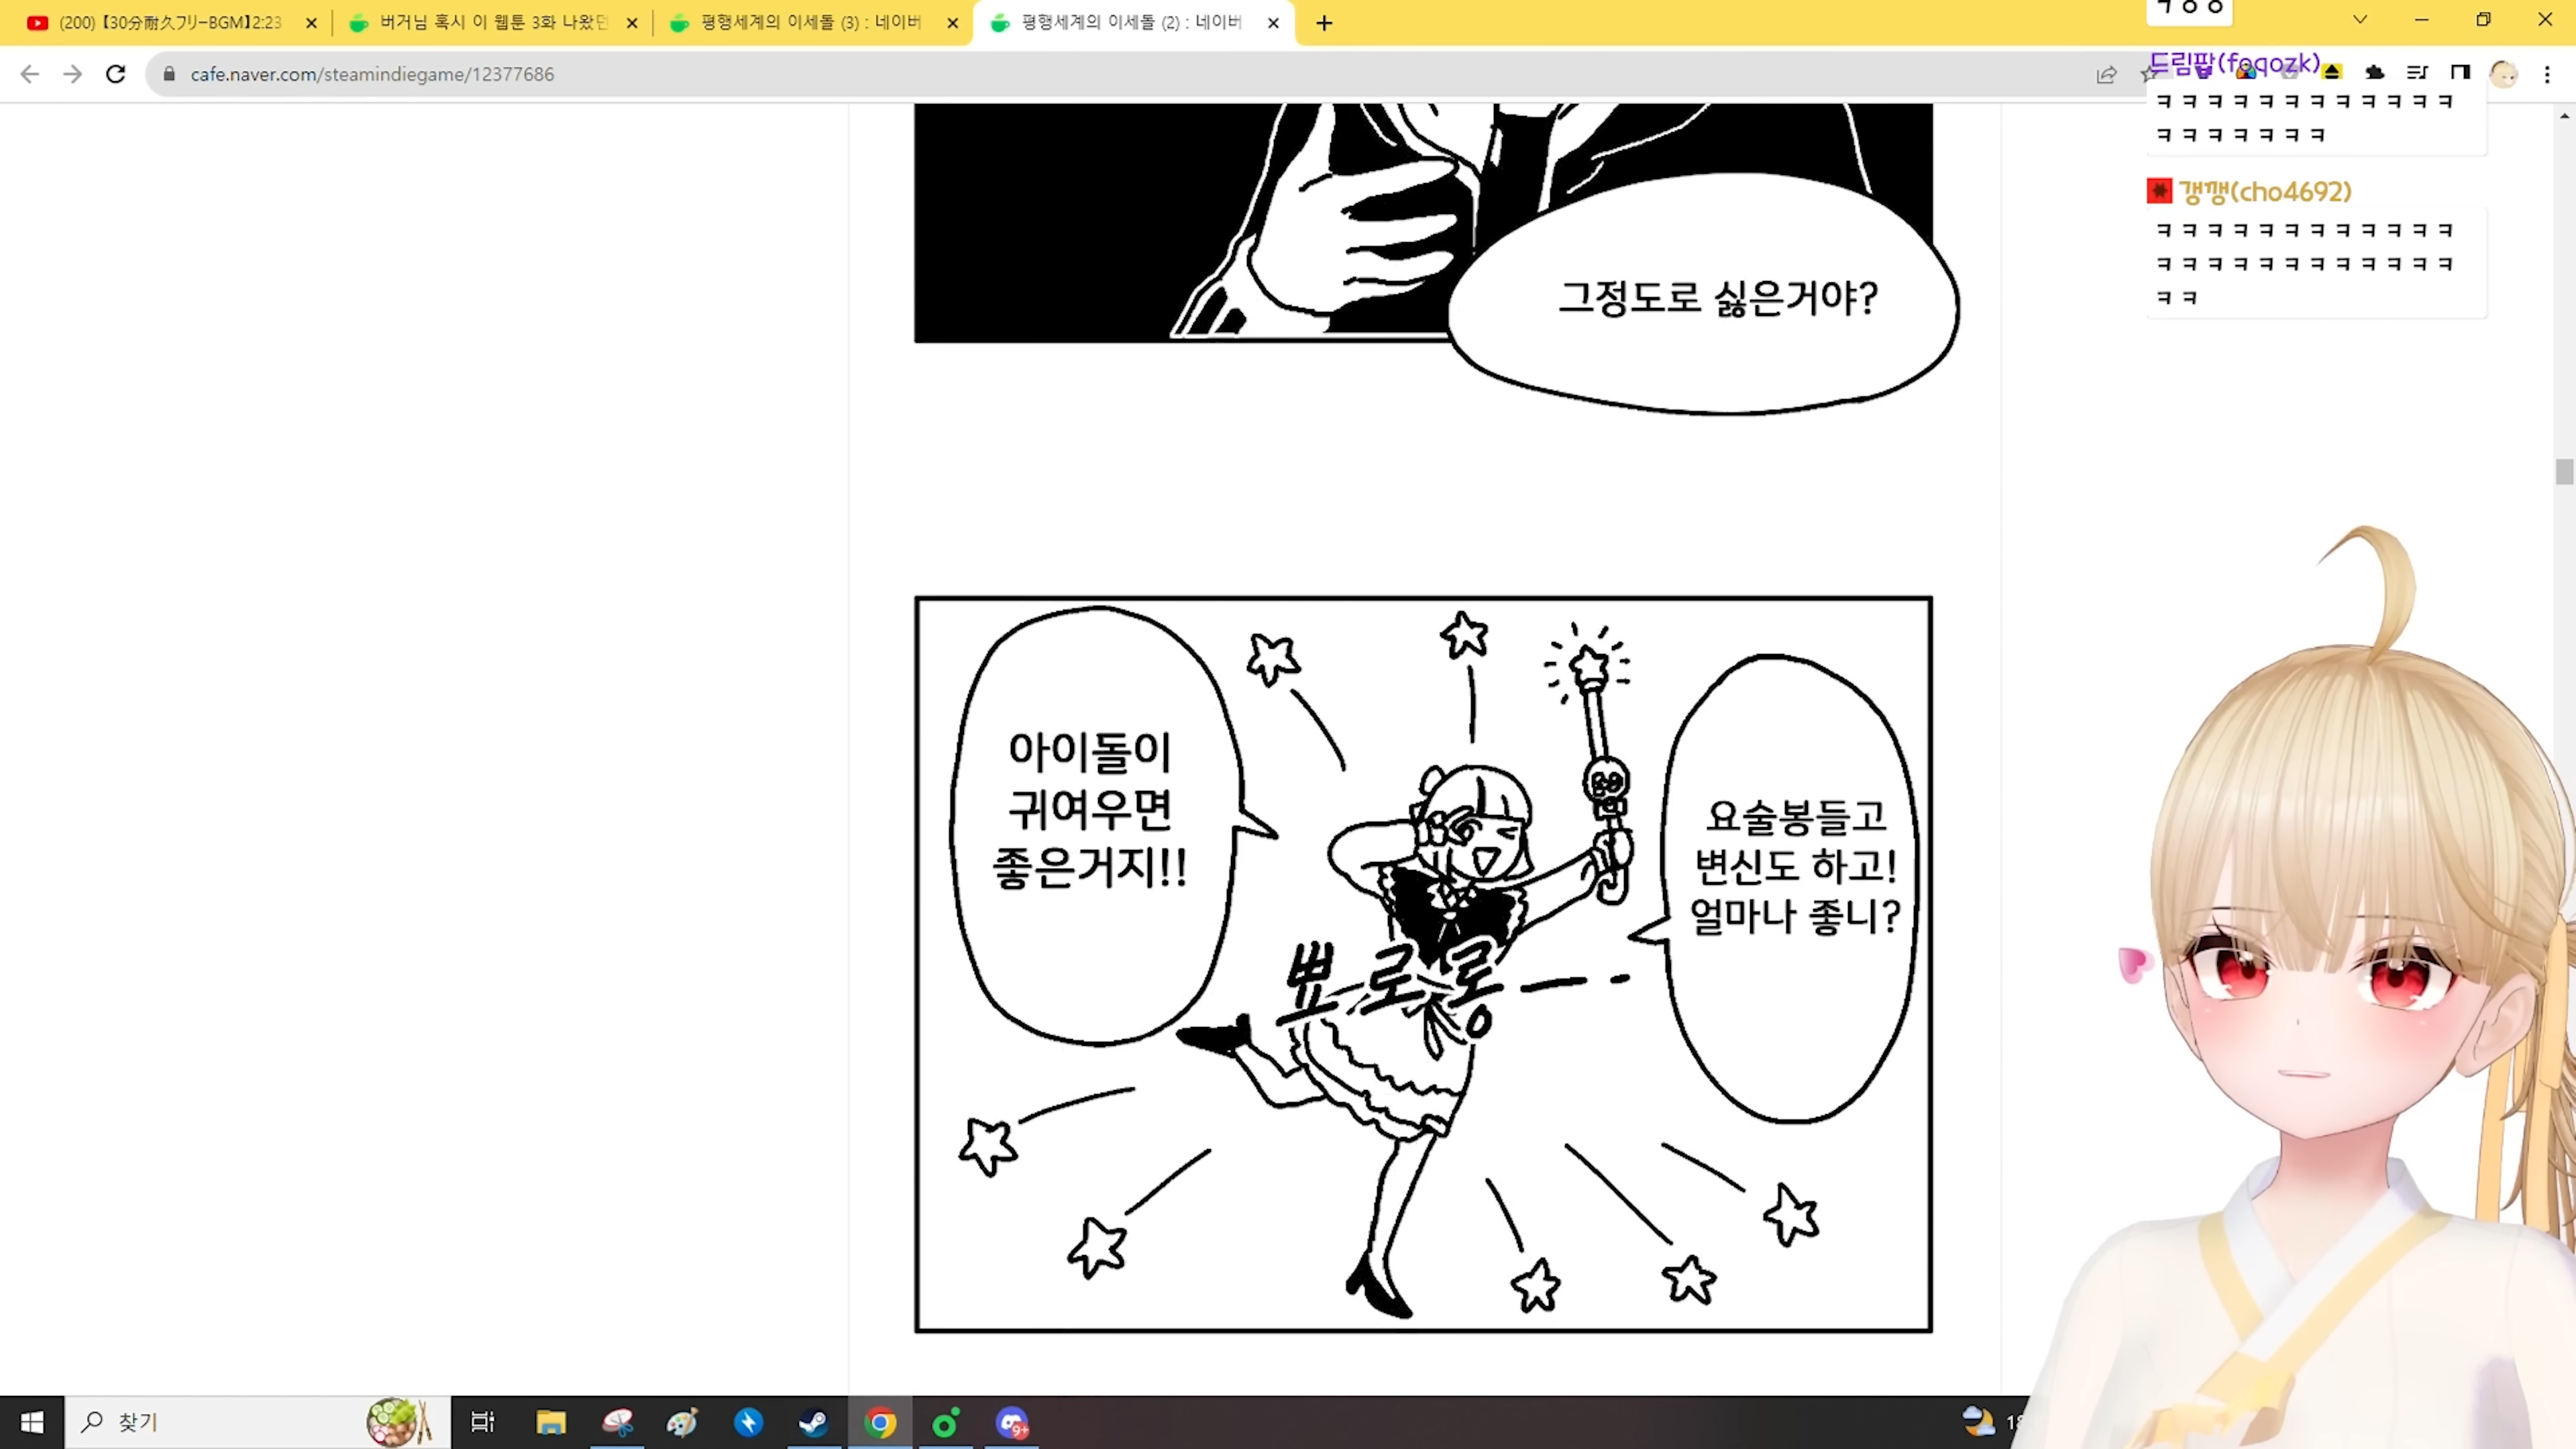 (200) 【30分耐久フリーBGM】2:23
버거님 혹시 이 웹툰 3화 나왔던
평행세계의 이세돌 (3) : 네이버
평행세계의 이세돌 (2) : 네이버
cafe.naver.com/steamindiegame/12377686
ㄱㅇㅇ
드림팝(foqozk)
ㅋㅋㅋㅋㅋㅋㅋㅋㅋㅋㅋㅋ
ㅋㅋㅋㅋㅋㅋㅋ
갱깽(cho4692)
ㅋㅋㅋㅋㅋㅋㅋㅋㅋㅋㅋㅋ
ㅋㅋㅋㅋㅋㅋㅋㅋㅋㅋㅋㅋ
ㅋㅋ
그정도로 싫은거야?
아이돌이
귀여우면
좋은거지!!
요술봉들고
변신도 하고!
얼마나 좋니?
뾰로롱
찾기
9+